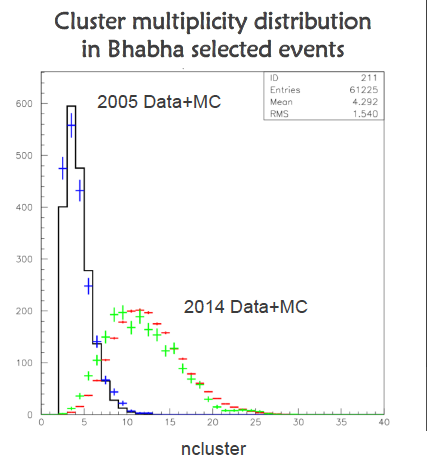 Cluster multiplicity distribution
in Bhabha selected events
ID 211
Entries 61225
Mean 4.292
RMS 1.540
2005 Data+MC
2014 Data+MC
600
500
400
300
200
100
0
0 5 10 15 20 25 30 35 40
ncluster